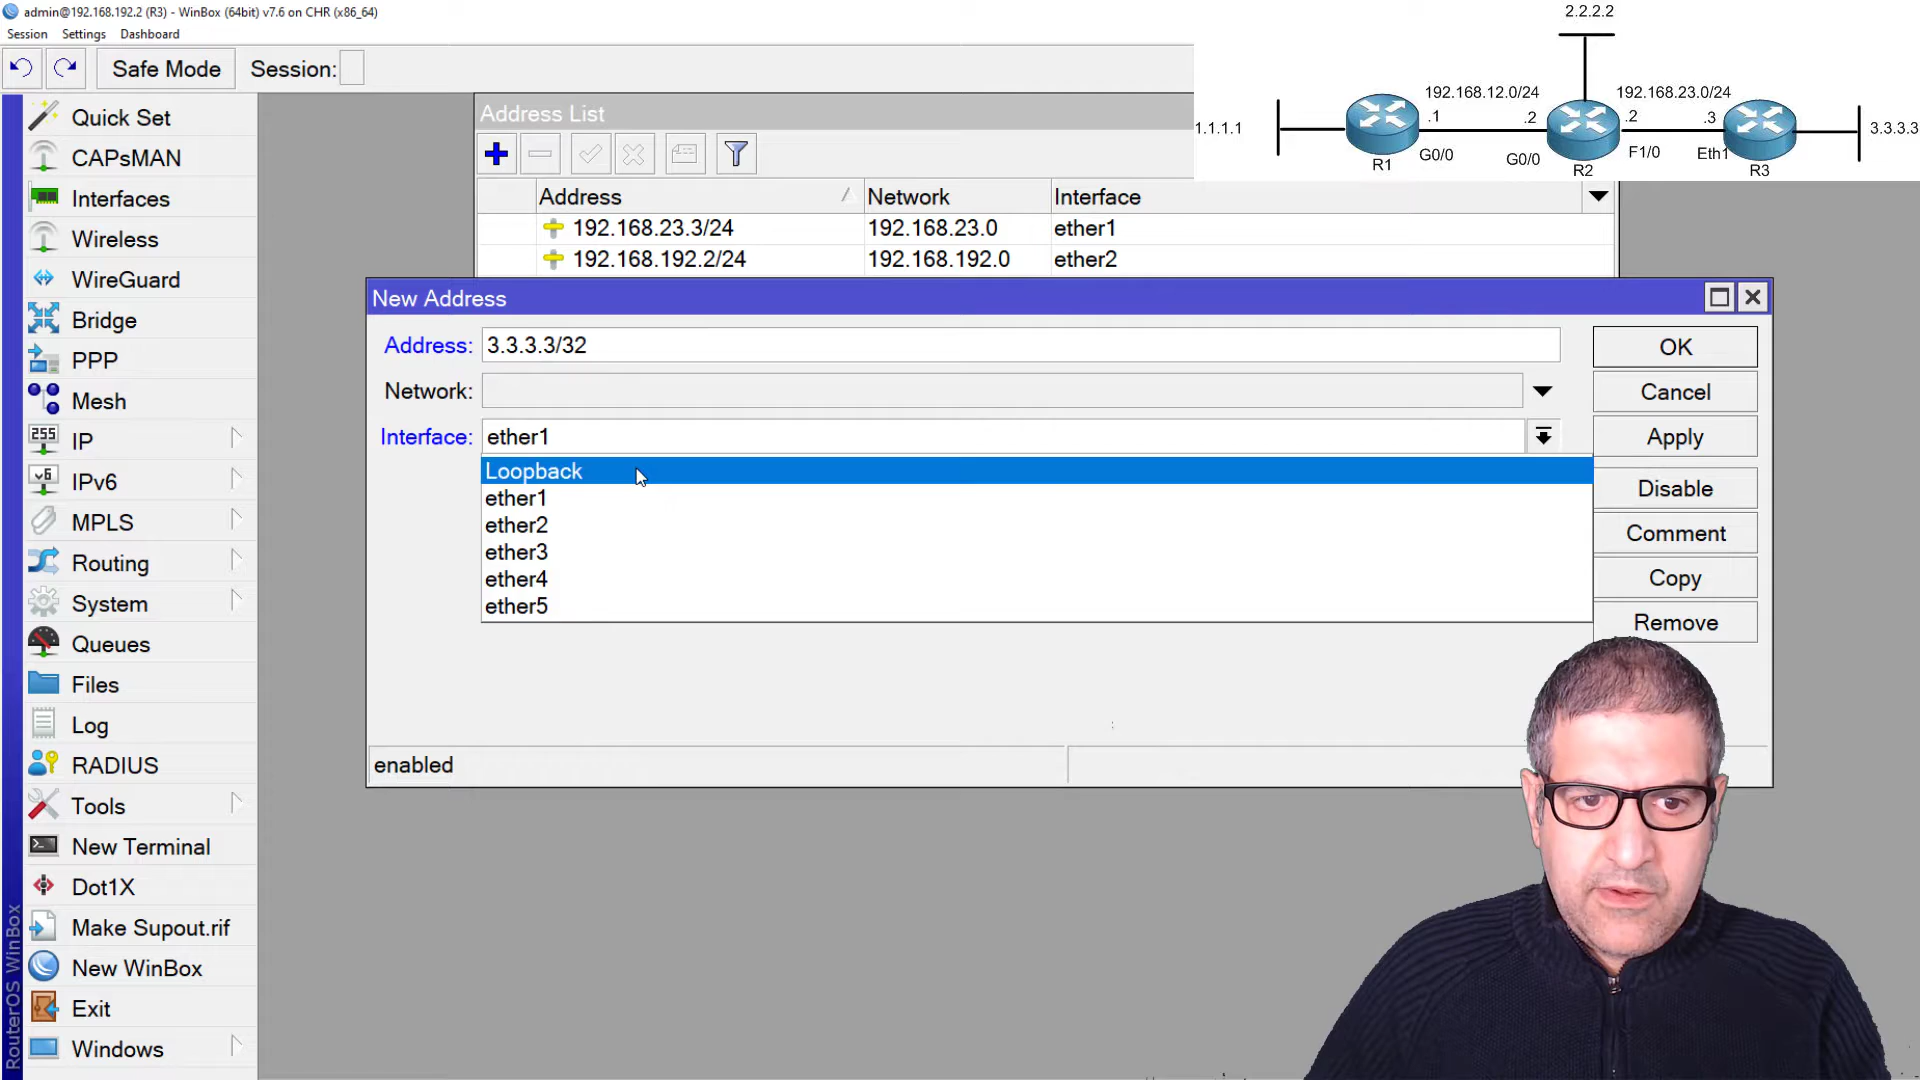 admin@192.168.192.2 (R3) - WinBox (64bit) v7.6 on CHR (x86_64)
Session Settings Dashboard
Safe Mode Session:
Quick Set
CAPsMAN
Interfaces
Wireless
WireGuard
Bridge
PPP
Mesh
255 IP
v6 IPv6
MPLS
Routing
System
Queues
Files
Log
RADIUS
Tools
New Terminal
Dot1X
Make Supout.rif
New WinBox
Exit
Windows
RouterOS WinBox
Address List
Address Network Interface
192.168.23.3/24 192.168.23.0 ether1
192.168.192.2/24 192.168.192.0 ether2
New Address
Address: 3.3.3.3/32
Network:
Interface: ether1
Loopback
ether1
ether2
ether3
ether4
ether5
enabled
OK
Cancel
Apply
Disable
Comment
Copy
Remove
2.2.2.2
192.168.12.0/24 192.168.23.0/24
1.1.1.1 .1 .2 .2 .3 3.3.3.3
G0/0 G0/0 F1/0 Eth1
R1 R2 R3